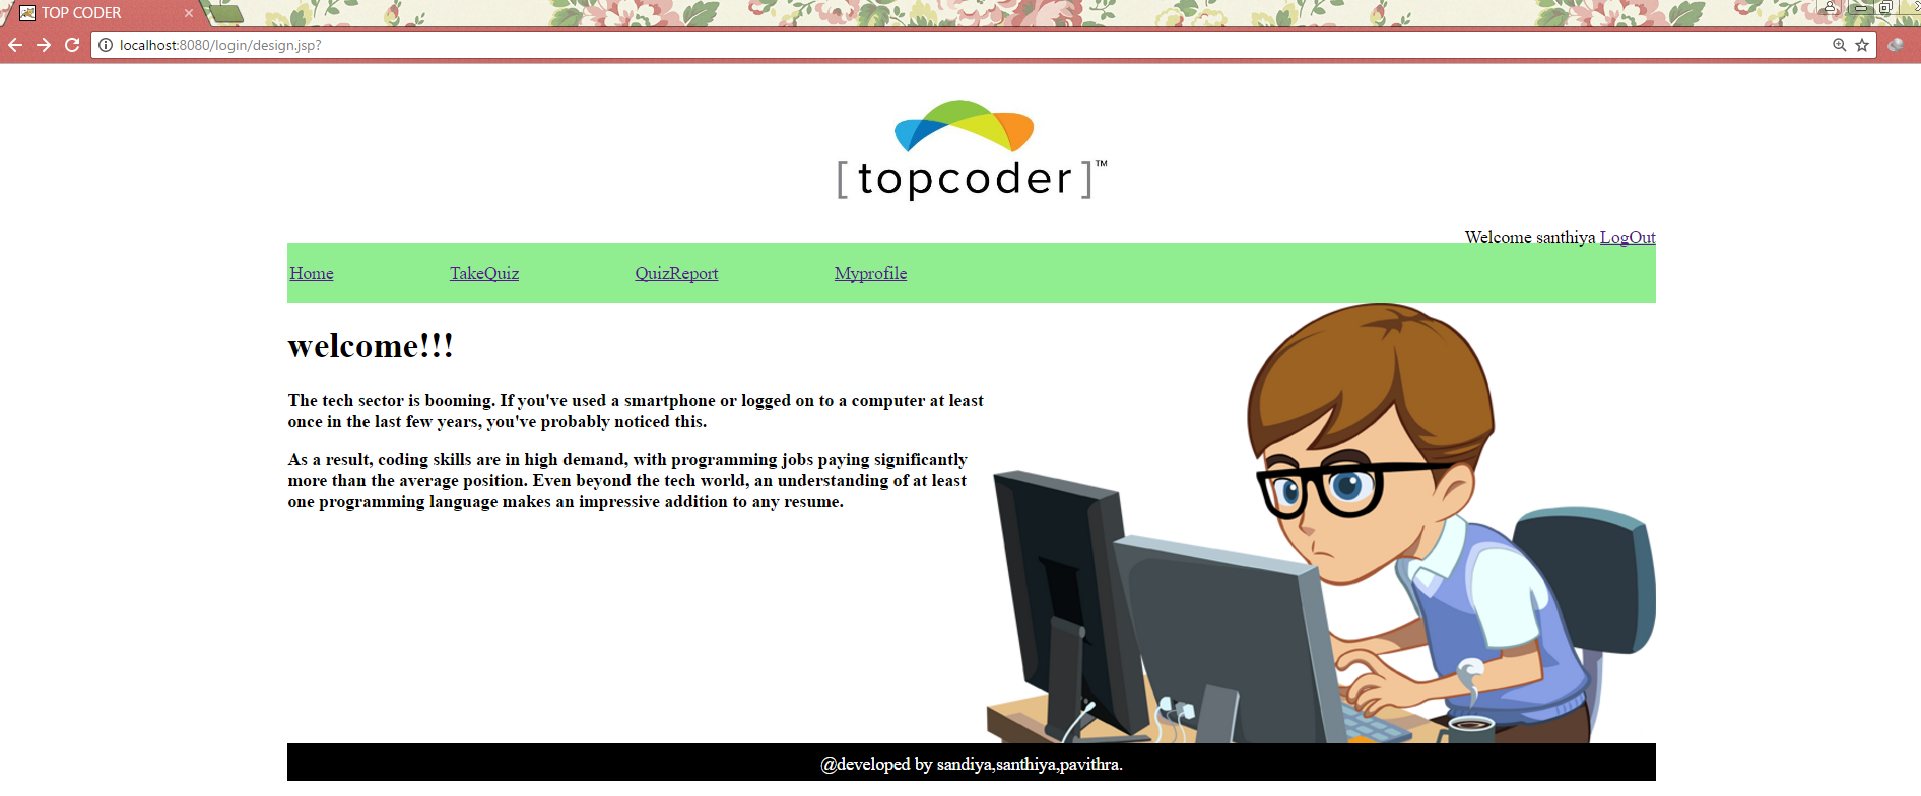 TOP CODER
localhost:8080/login/design.jsp?
[ topcoder ]™
Welcome santhiya LogOut
Home TakeQuiz QuizReport Myprofile
welcome!!!
The tech sector is booming. If you've used a smartphone or logged on to a computer at least
once in the last few years, you've probably noticed this.
As a result, coding skills are in high demand, with programming jobs paying significantly
more than the average position. Even beyond the tech world, an understanding of at least
one programming language makes an impressive addition to any resume.
@developed by sandiya,santhiya,pavithra.